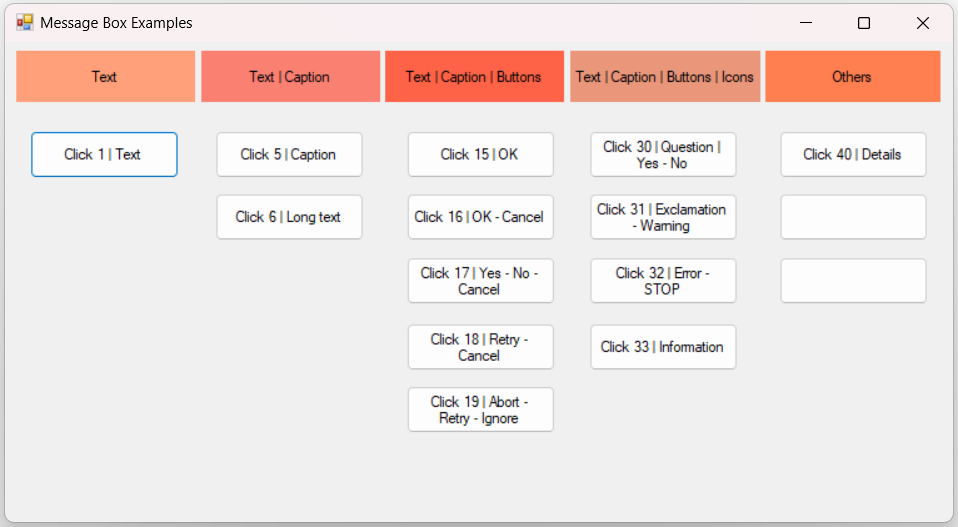 Message Box Examples
Text
Text | Caption
Text | Caption | Buttons
Text | Caption | Buttons | Icons
Others
Click 1 | Text
Click 5 | Caption
Click 15 | OK
Click 30 | Question |
Yes - No
Click 40 | Details
Click 6 | Long text
Click 16 | OK - Cancel
Click 31 | Exclamation
- Warning
Click 17 | Yes - No -
Cancel
Click 32 | Error -
STOP
Click 18 | Retry -
Cancel
Click 33 | Information
Click 19 | Abort -
Retry - Ignore